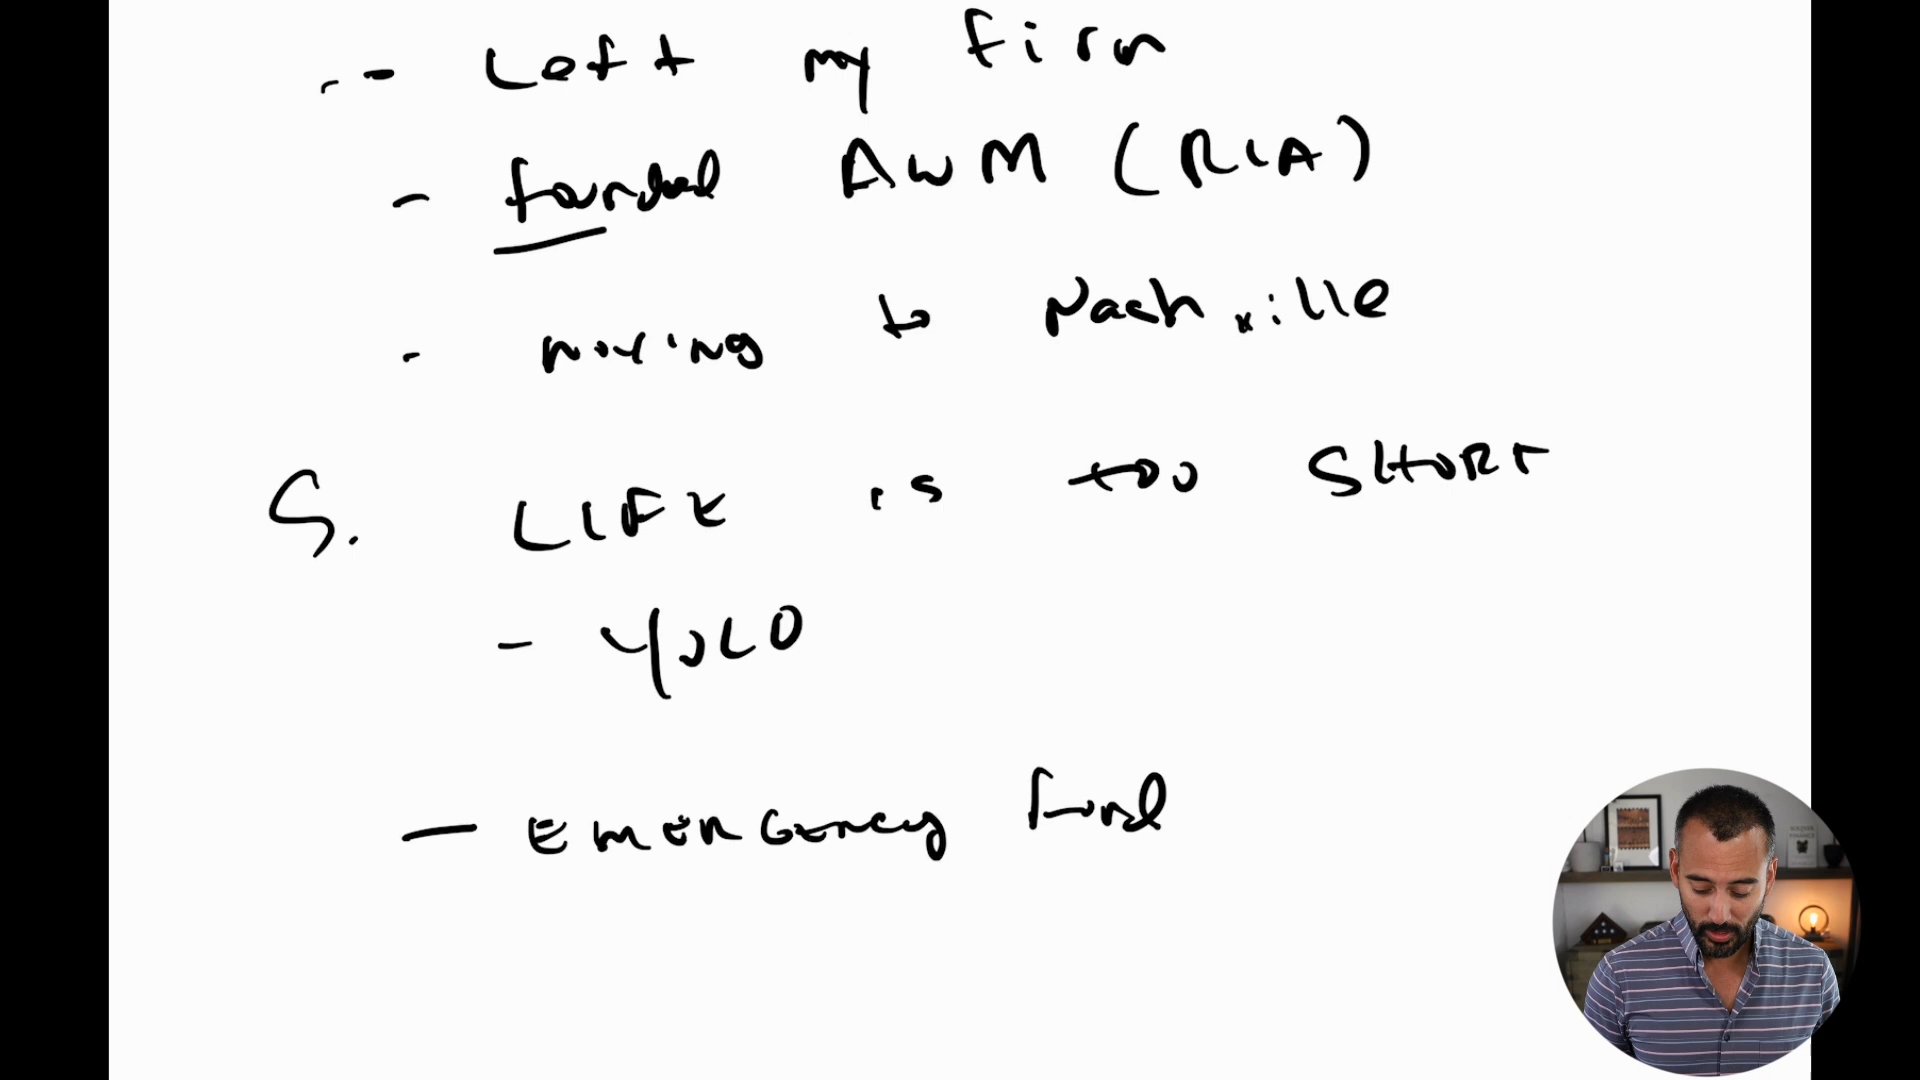 -- Left my firm
- founded AWM (RIA)
- moving to Nashville
5. LIFE is too SHORT
- YOLO
- EMERGENCY fund